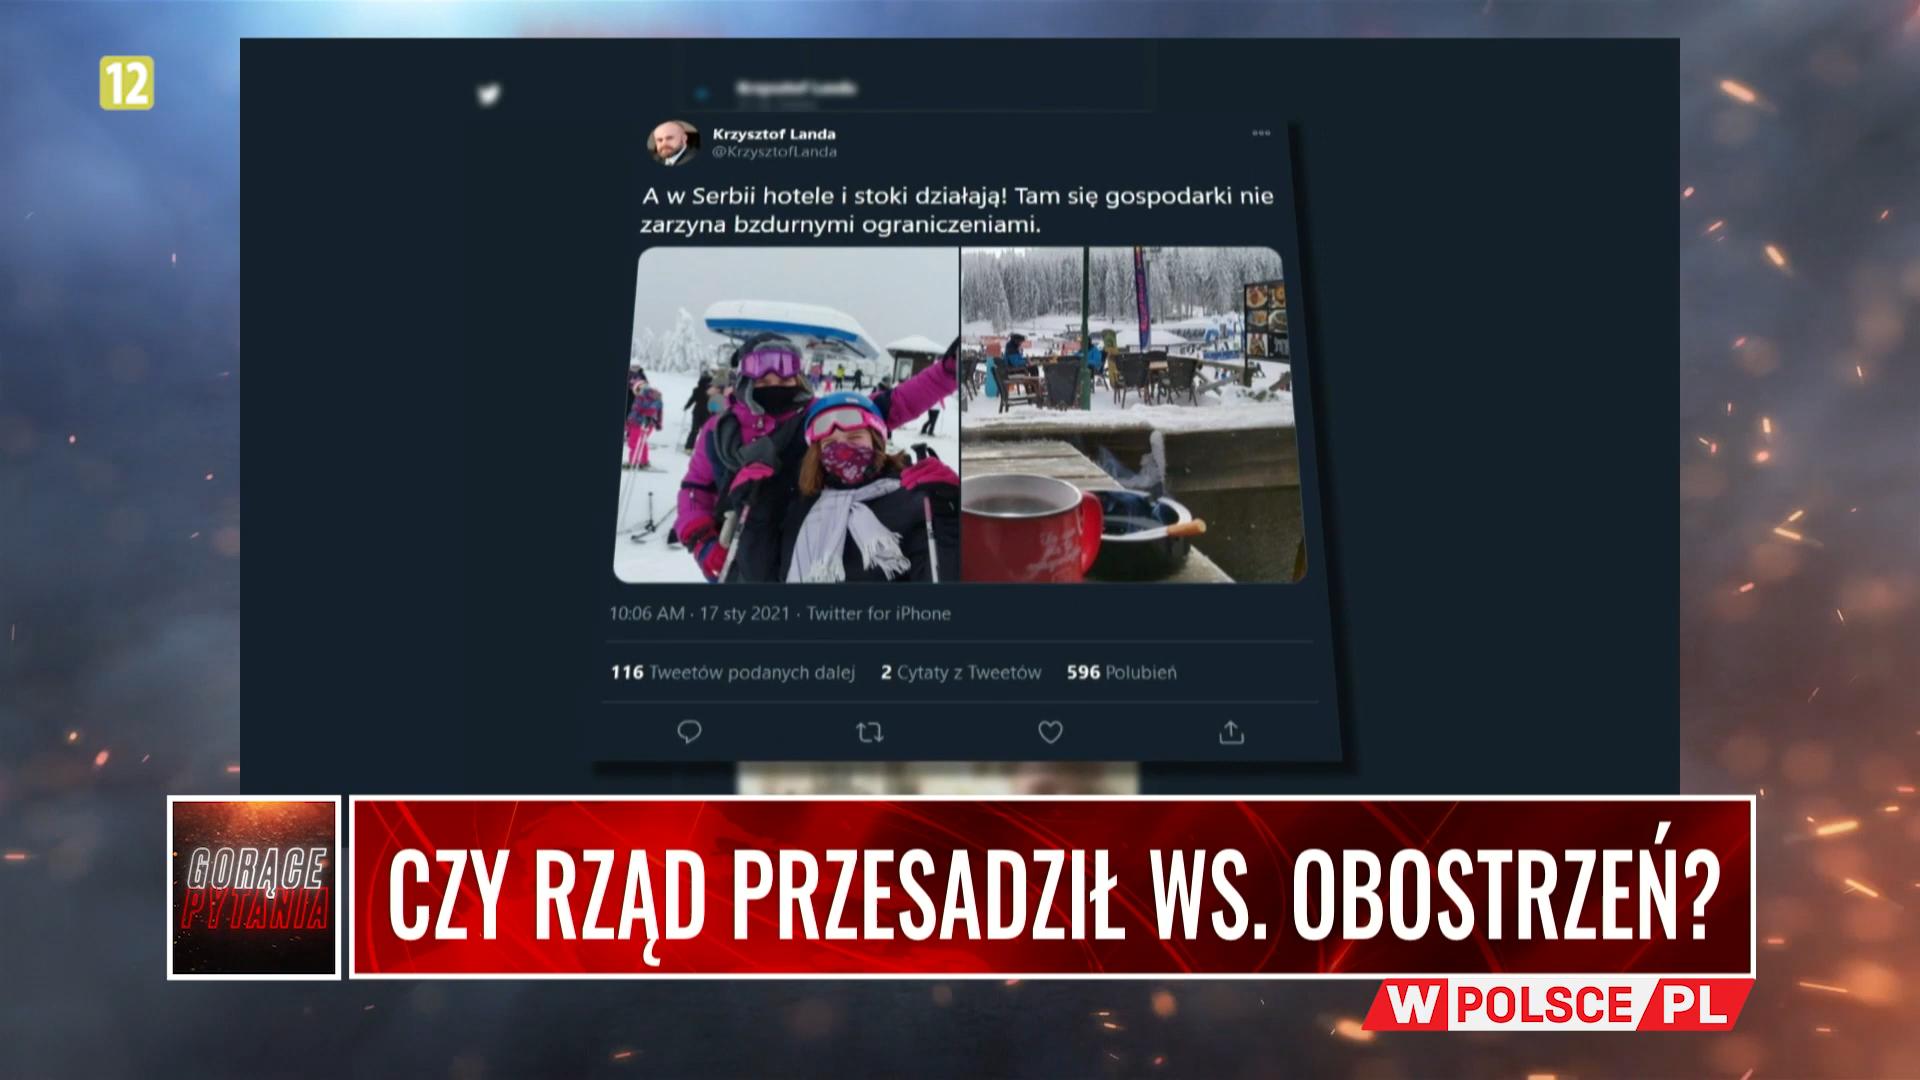 12
Krzysztof Landa
Krzysztof Landa
@KrzysztofLanda
A w Serbii hotele i stoki działają! Tam się gospodarki nie
zarzyna bzdurnymi ograniczeniami.
10:06 AM · 17 sty 2021 · Twitter for iPhone
116 Tweetów podanych dalej 2 Cytaty z Tweetów 596 Polubień
GORĄCE
PYTANIA
CZY RZĄD PRZESADZIŁ WS. OBOSTRZEŃ?
WPOLSCE/PL